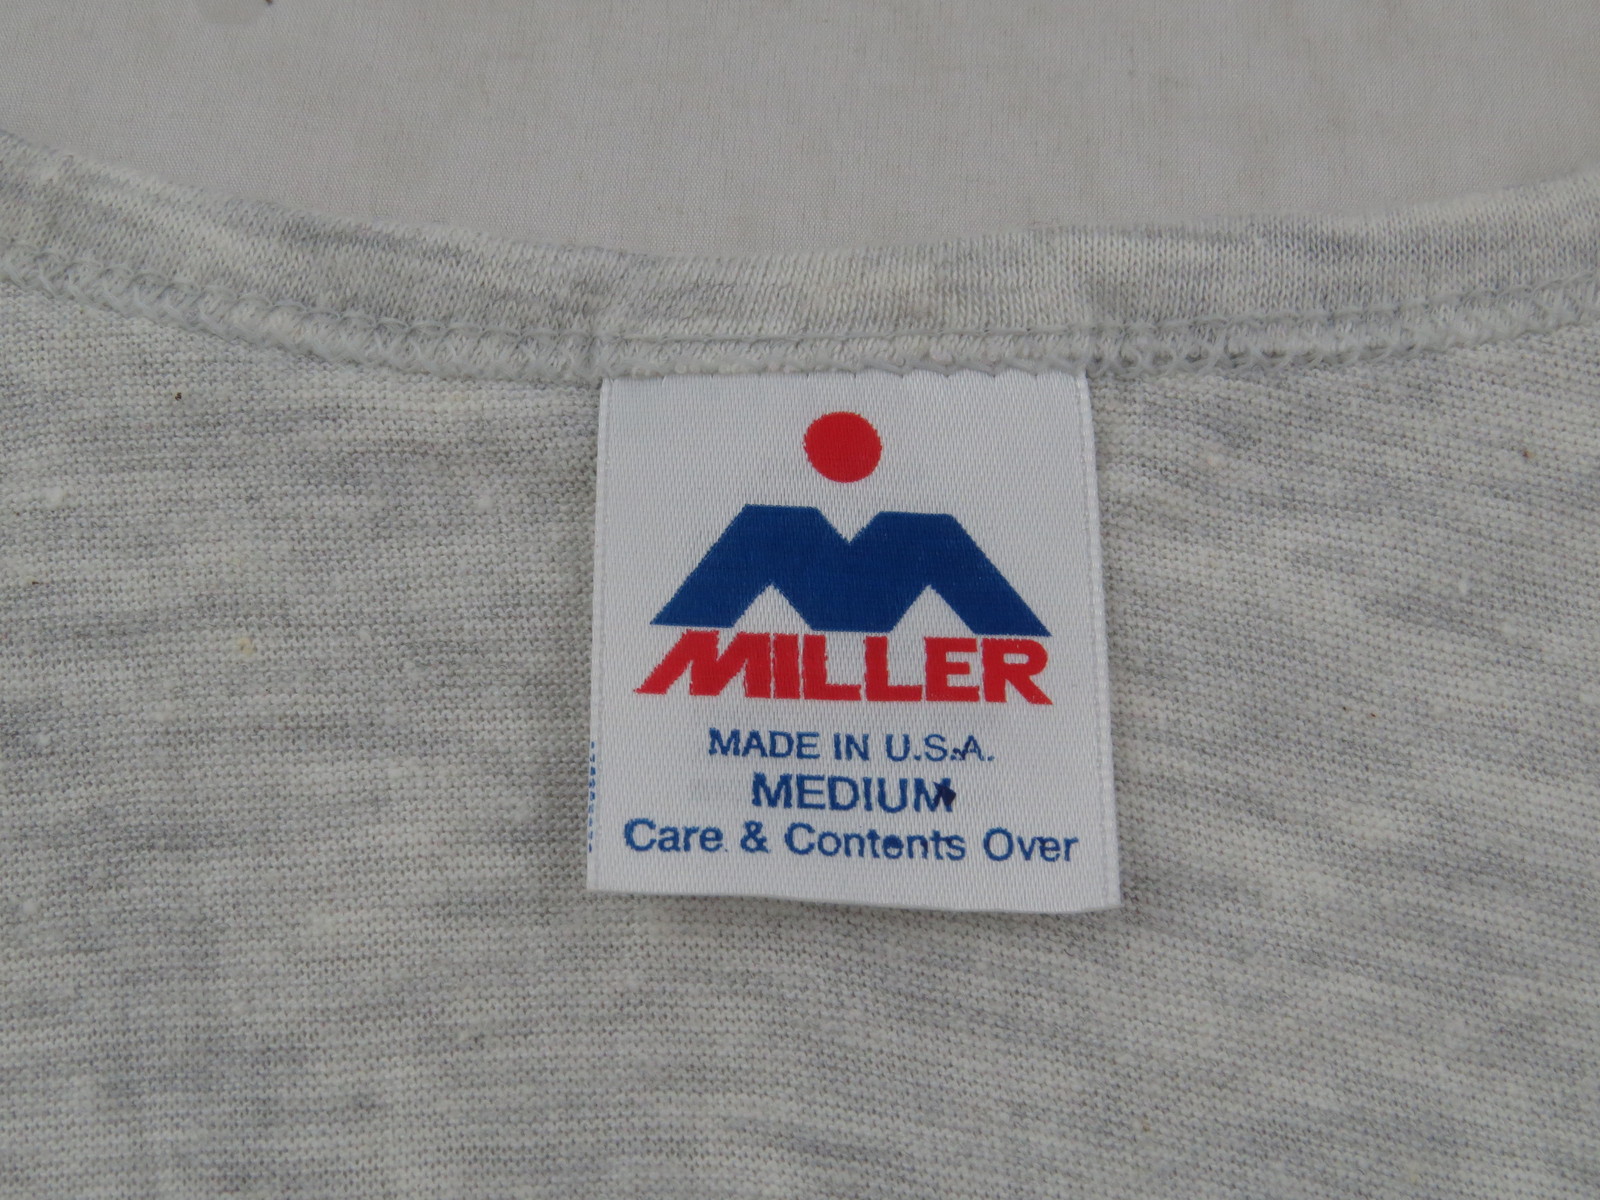 MILLER
MADE IN U.S.A.
MEDIUM
Care & Contents Over